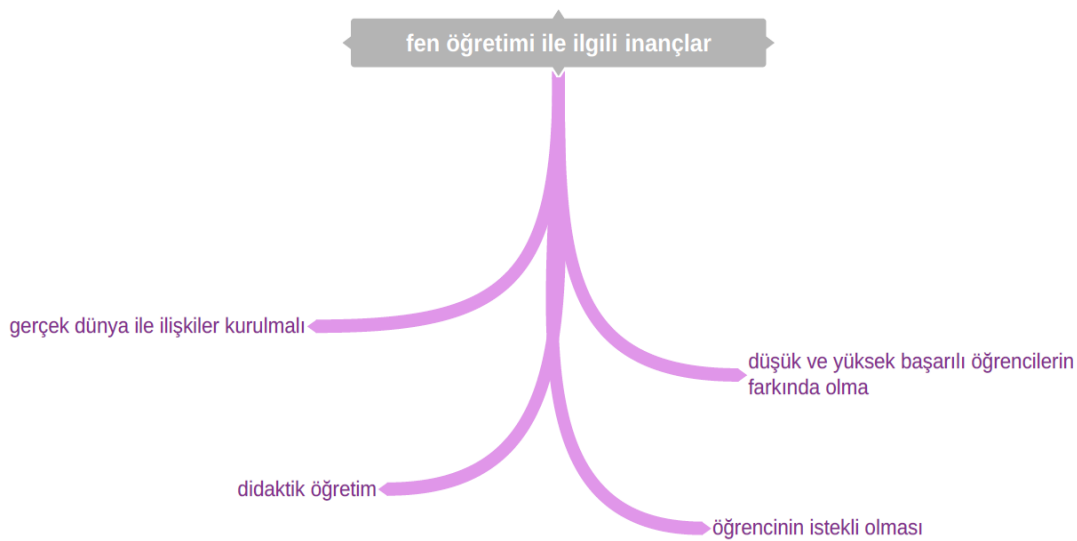 fen öğretimi ile ilgili inançlar
gerçek dünya ile ilişkiler kurulmalı
düşük ve yüksek başarılı öğrencilerin
farkında olma
didaktik öğretim
öğrencinin istekli olması